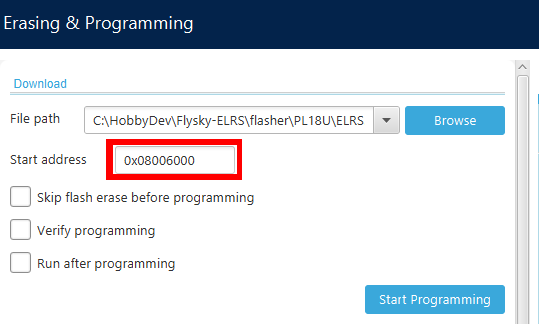 Erasing & Programming
Download
File path C:\HobbyDev\Flysky-ELRS\flasher\PL18U\ELRS Browse
Start address 0x08006000
Skip flash erase before programming
Verify programming
Run after programming
Start Programming